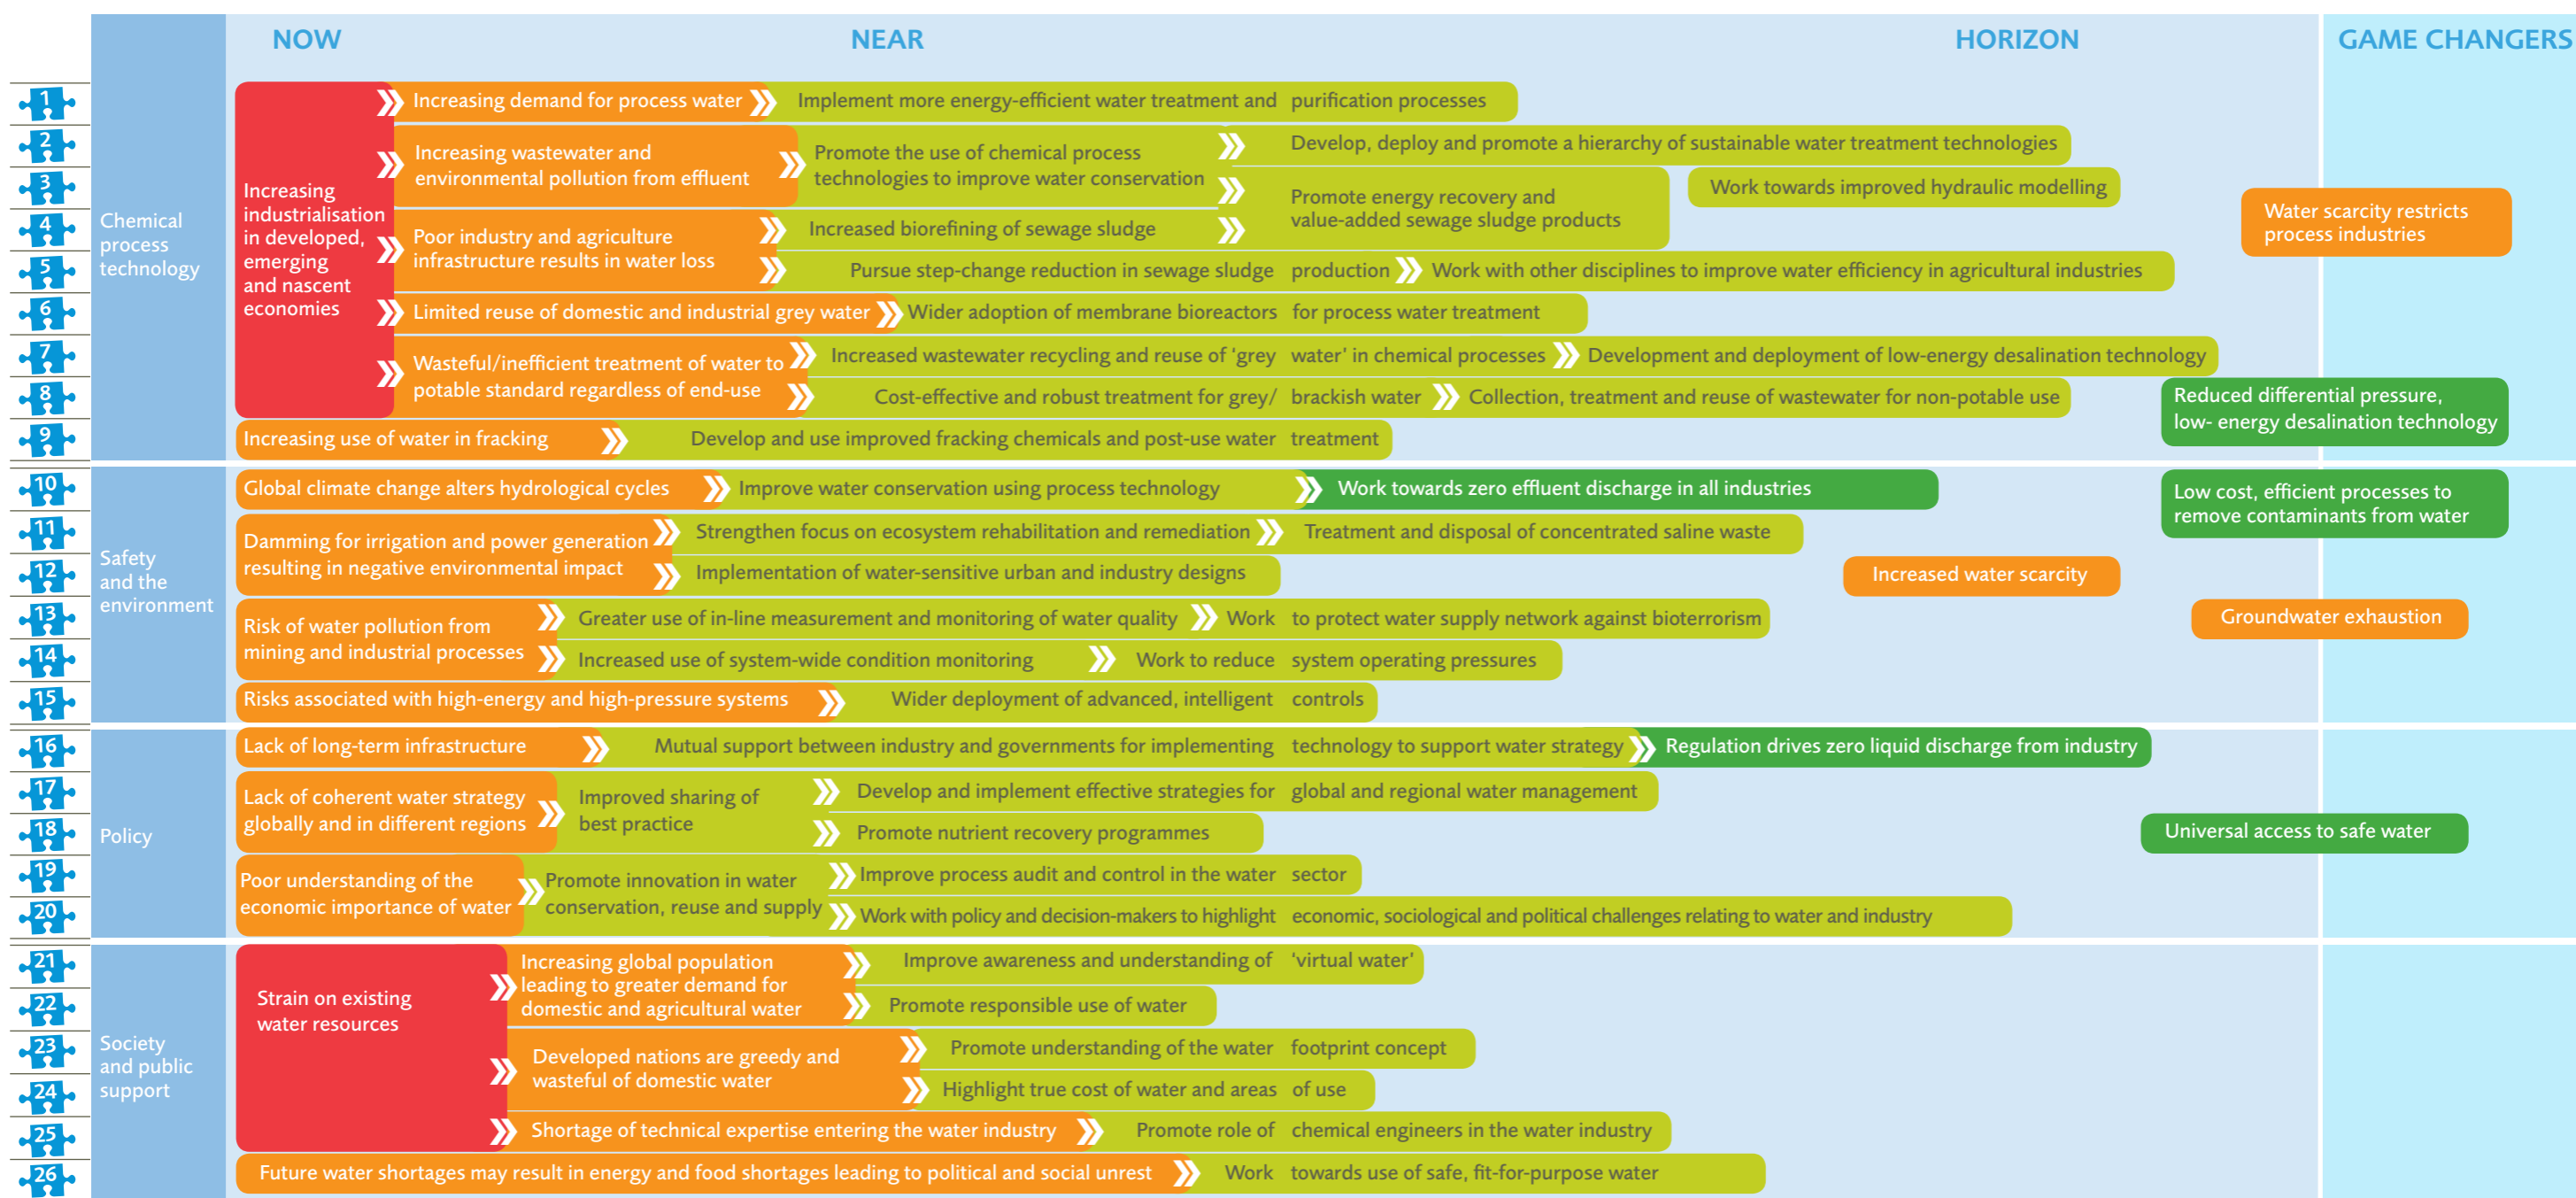 NOW
NEAR
HORIZON
GAME CHANGERS
Chemical
process
technology
Increasing
industrialisation
in developed,
emerging
and nascent
economies
1
Increasing demand for process water
Implement more energy-efficient water treatment and purification processes
2
Increasing wastewater and
environmental pollution from effluent
Promote the use of chemical process
technologies to improve water conservation
Develop, deploy and promote a hierarchy of sustainable water treatment technologies
3
Promote energy recovery and
value-added sewage sludge products
Work towards improved hydraulic modelling
4
Poor industry and agriculture
infrastructure results in water loss
Increased biorefining of sewage sludge
Water scarcity restricts
process industries
5
Pursue step-change reduction in sewage sludge production
Work with other disciplines to improve water efficiency in agricultural industries
6
Limited reuse of domestic and industrial grey water
Wider adoption of membrane bioreactors for process water treatment
7
Wasteful/inefficient treatment of water to
potable standard regardless of end-use
Increased wastewater recycling and reuse of ‘grey water’ in chemical processes
Development and deployment of low-energy desalination technology
8
Cost-effective and robust treatment for grey/ brackish water
Collection, treatment and reuse of wastewater for non-potable use
Reduced differential pressure,
low- energy desalination technology
9
Increasing use of water in fracking
Develop and use improved fracking chemicals and post-use water treatment
Safety
and the
environment
10
Global climate change alters hydrological cycles
Improve water conservation using process technology
Work towards zero effluent discharge in all industries
Low cost, efficient processes to
remove contaminants from water
11
Damming for irrigation and power generation
resulting in negative environmental impact
Strengthen focus on ecosystem rehabilitation and remediation
Treatment and disposal of concentrated saline waste
12
Implementation of water-sensitive urban and industry designs
Increased water scarcity
13
Risk of water pollution from
mining and industrial processes
Greater use of in-line measurement and monitoring of water quality
Work to protect water supply network against bioterrorism
Groundwater exhaustion
14
Increased use of system-wide condition monitoring
Work to reduce system operating pressures
15
Risks associated with high-energy and high-pressure systems
Wider deployment of advanced, intelligent controls
Policy
16
Lack of long-term infrastructure
Mutual support between industry and governments for implementing technology to support water strategy
Regulation drives zero liquid discharge from industry
17
Lack of coherent water strategy
globally and in different regions
Improved sharing of
best practice
Develop and implement effective strategies for global and regional water management
18
Promote nutrient recovery programmes
Universal access to safe water
19
Poor understanding of the
economic importance of water
Promote innovation in water
conservation, reuse and supply
Improve process audit and control in the water sector
20
Work with policy and decision-makers to highlight economic, sociological and political challenges relating to water and industry
Society
and public
support
Strain on existing
water resources
21
Increasing global population
leading to greater demand for
domestic and agricultural water
Improve awareness and understanding of ‘virtual water’
22
Promote responsible use of water
23
Developed nations are greedy and
wasteful of domestic water
Promote understanding of the water footprint concept
24
Highlight true cost of water and areas of use
25
Shortage of technical expertise entering the water industry
Promote role of chemical engineers in the water industry
26
Future water shortages may result in energy and food shortages leading to political and social unrest
Work towards use of safe, fit-for-purpose water